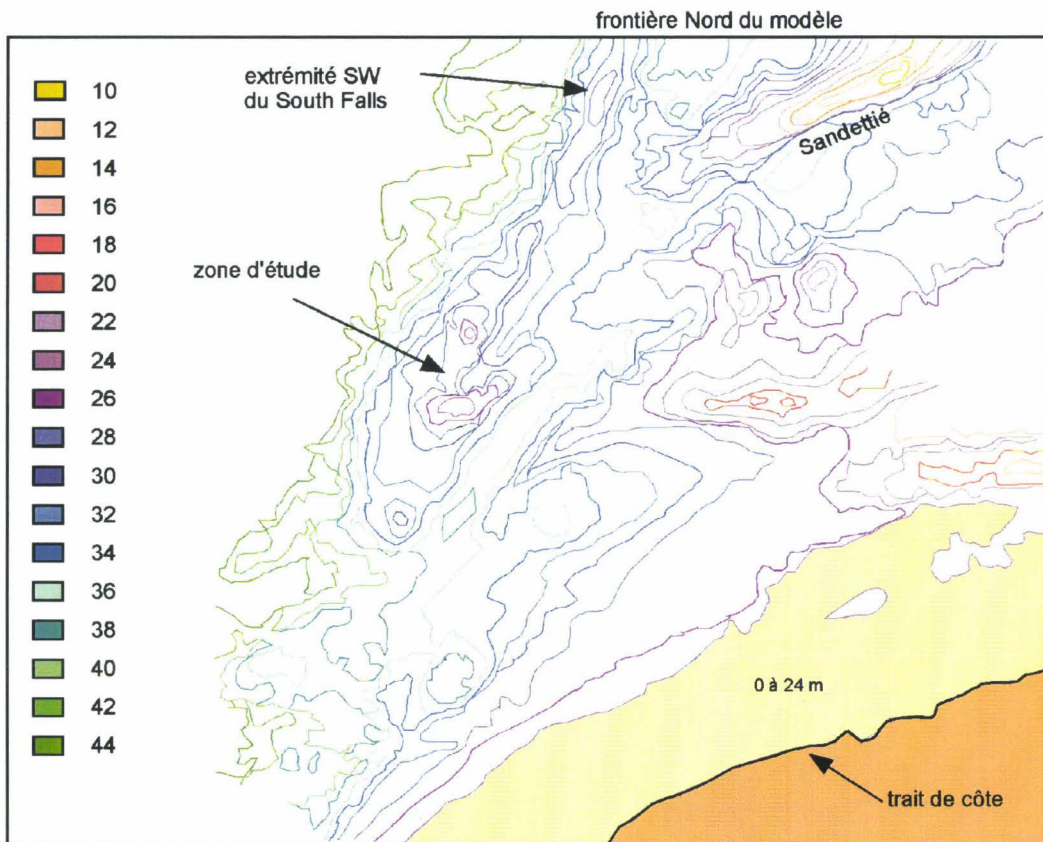 frontière Nord du modèle
extrémité SW
du South Falls
Sandettié
zone d'étude
10
12
14
16
18
20
22
24
26
28
30
32
34
36
38
40
42
44
0 à 24 m
trait de côte